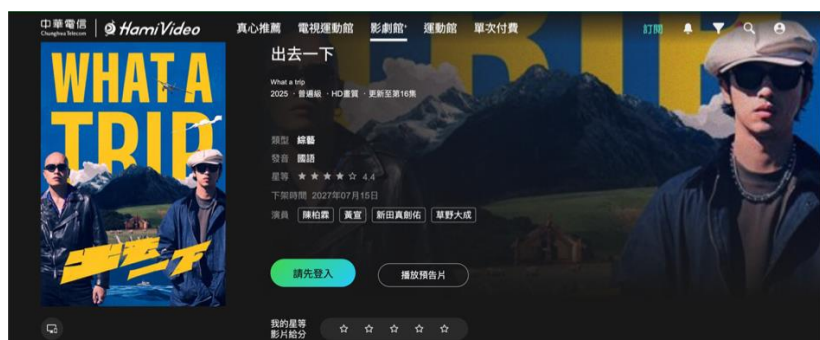 中華電信
Chunghwa Telecom
HamiVideo
真心推薦 電視運動館 影劇館+ 運動館 單次付費
訂閱
WHAT A
TRIP
出去一下
出去一下
What a trip
2025 · 普遍級 · HD畫質 · 更新至第16集
類型 綜藝
發音 國語
星等 ★ ★ ★ ★ ☆ 4.4
下架時間 2027年07月15日
演員 陳柏霖 黃宣 新田真劍佑 草野大成
請先登入 播放預告片
我的星等
影片給分 ☆ ☆ ☆ ☆ ☆